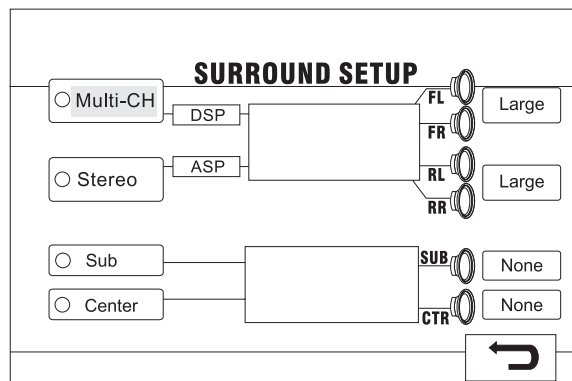 SURROUND SETUP
Multi-CH
DSP
FL
Large
FR
Stereo
ASP
RL
Large
RR
Sub
SUB
None
Center
CTR
None